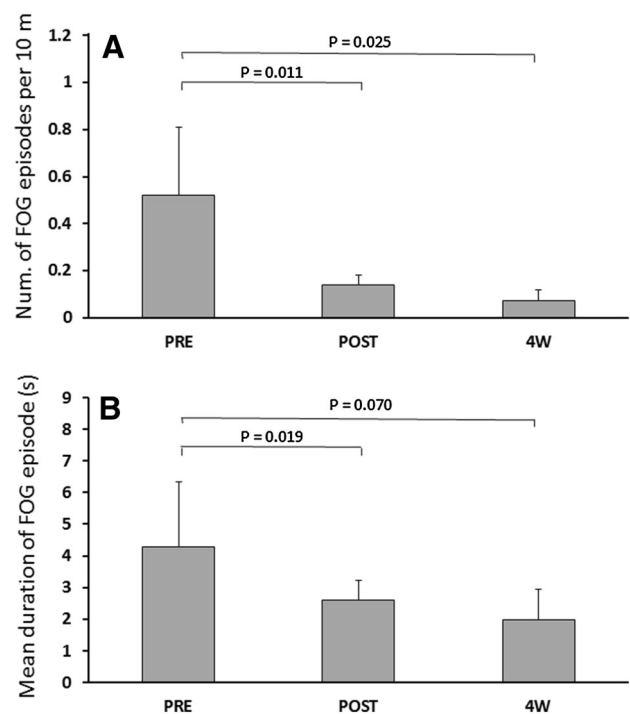 A
Num. of FOG episodes per 10 m
1.2
1
0.8
0.6
0.4
0.2
0
P = 0.025
P = 0.011
PRE POST 4W
B
Mean duration of FOG episode (s)
9
8
7
6
5
4
3
2
1
0
P = 0.070
P = 0.019
PRE POST 4W